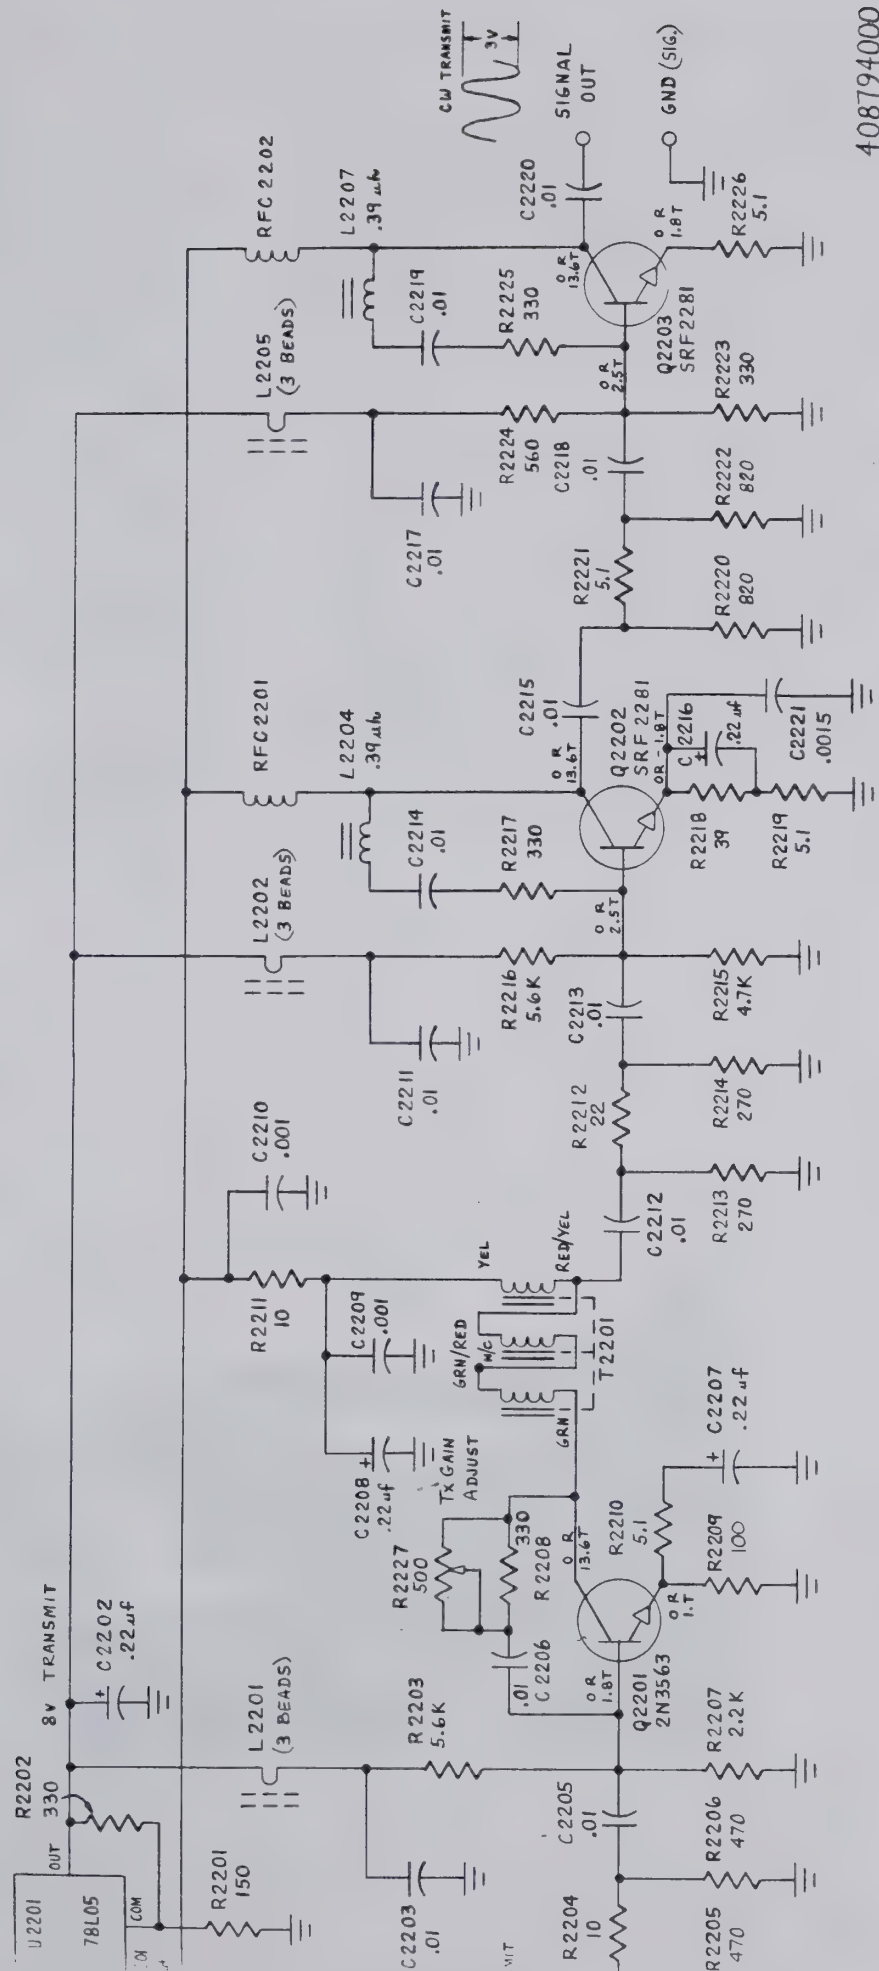 U2201
78L05
OUT
COM
R2202
330
R2201
150
8V TRANSMIT
C2202
.22uf
L2201
(3 BEADS)
C2203
.01
R2203
5.6K
R2204
10
R2205
470
R2206
470
C2205
.01
R2207
2.2K
Q2201
2N3563
0 R
1.8T
C2206
.01
R2227
500
TX GAIN
ADJUST
330
R2208
0 R
13.6T
0 R
1.T
R2210
5.1
R2209
100
C2207
.22uf
C2208
.22uf
C2209
.001
R2211
10
C2210
.001
GRN
GRN/RED
N/C
YEL
RED/YEL
T2201
C2212
.01
R2213
270
R2212
22
R2214
270
C2213
.01
C2211
.01
L2202
(3 BEADS)
R2216
5.6K
R2215
4.7K
0 R
2.5T
R2217
330
C2214
.01
L2204
.39uh
RFC2201
Q2202
SRF2281
0 R
13.6T
0R-1.8T
R2218
39
R2219
5.1
C2216
.22uf
C2221
.0015
C2215
.01
R2220
820
R2221
5.1
R2222
820
C2218
.01
C2217
.01
L2205
(3 BEADS)
R2224
560
R2223
330
0 R
2.5T
R2225
330
C2219
.01
L2207
.39uh
RFC2202
Q2203
SRF2281
0 R
13.6T
0 R
1.8T
R2226
5.1
C2220
.01
SIGNAL
OUT
GND (SIG.)
CW TRANSMIT
3V
408794000